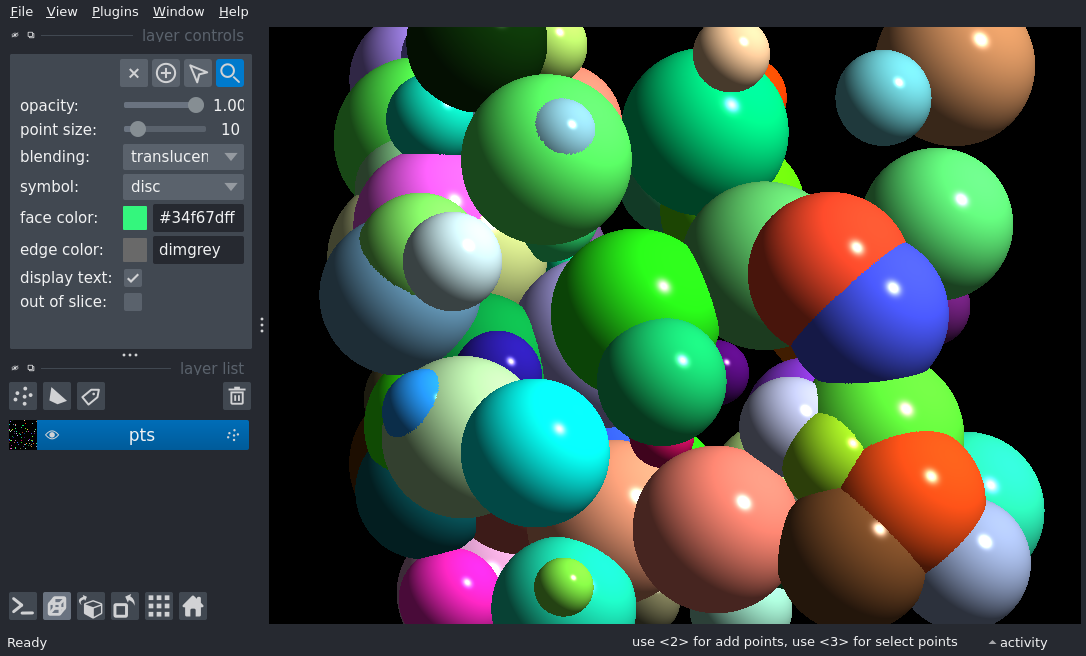 File View Plugins Window Help
layer controls
opacity: 1.00
point size: 10
blending: translucen
symbol: disc
face color: #34f67dff
edge color: dimgrey
display text:
out of slice:
layer list
pts
Ready
use <2> for add points, use <3> for select points
activity